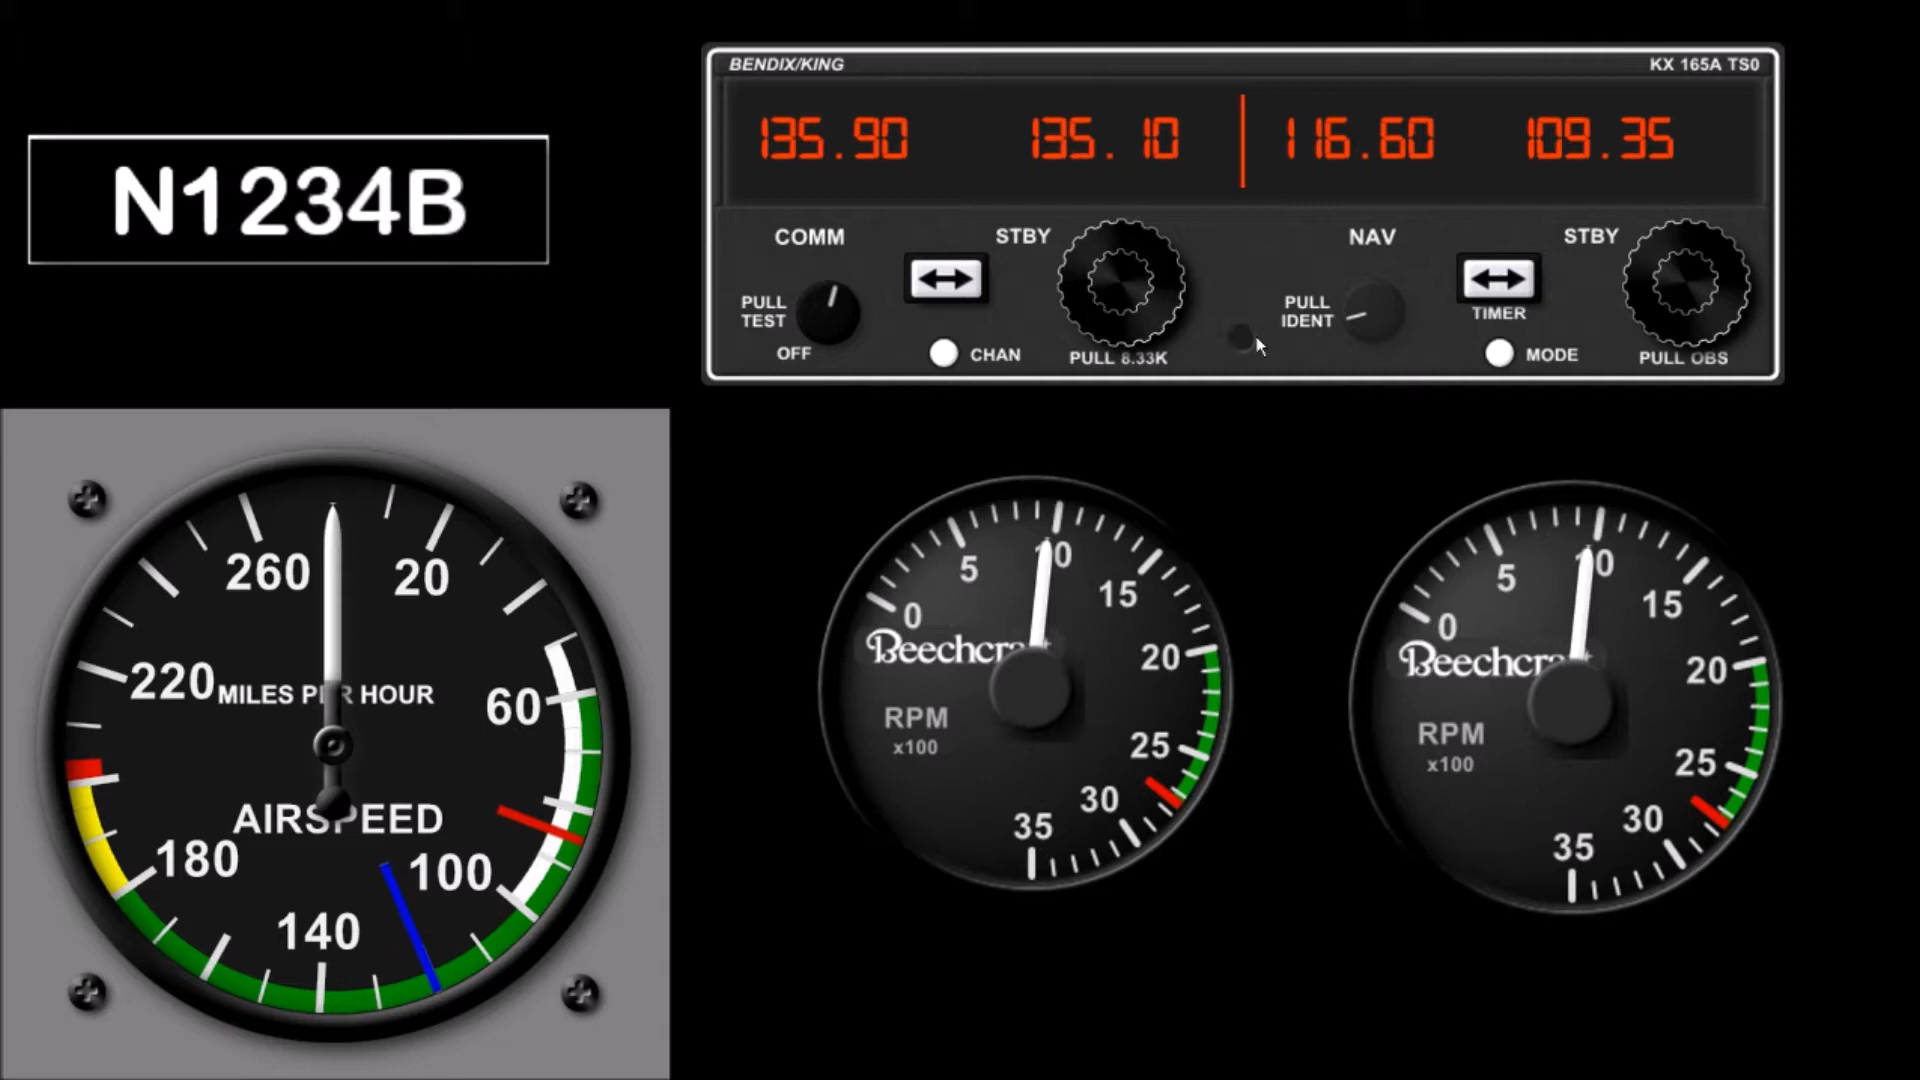 N1234B
BENDIX/KING
KX 165A TS0
135.90
135.10
116.60
109.35
COMM
STBY
NAV
STBY
PULL
TEST
OFF
CHAN
PULL 8.33K
PULL
IDENT
TIMER
MODE
PULL OBS
260
20
220
MILES PER HOUR
60
AIRSPEED
180
100
140
0
5
10
15
20
25
30
35
Beechcraft
RPM
x100
0
5
10
15
20
25
30
35
Beechcraft
RPM
x100